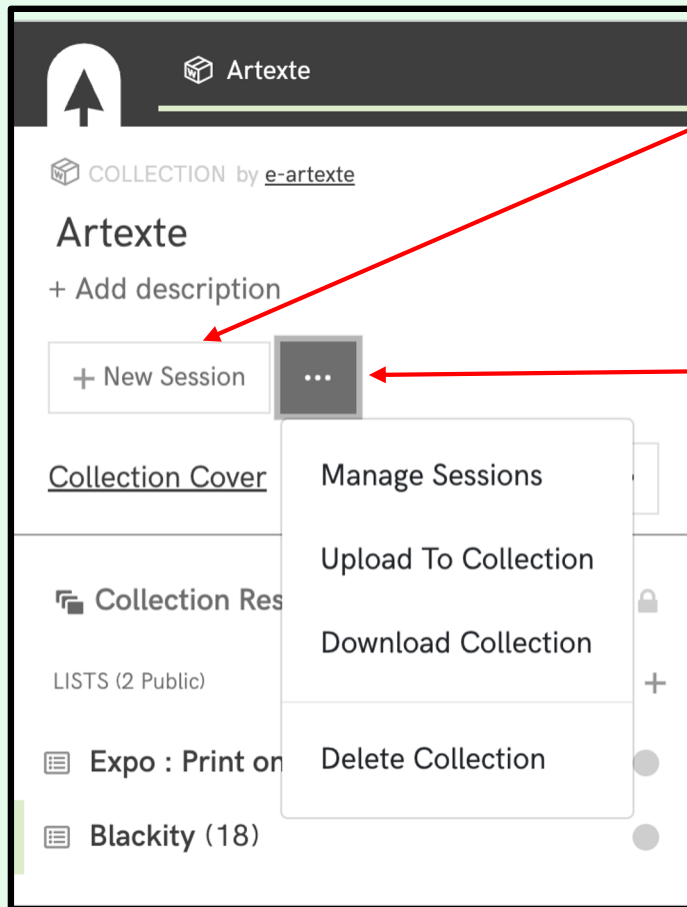 Artexte
COLLECTION by e-artexte
Artexte
+ Add description
+ New Session ...
Collection Cover
Manage Sessions
Upload To Collection
Collection Res
Download Collection
LISTS (2 Public) +
Expo : Print on
Delete Collection
Blackity (18)